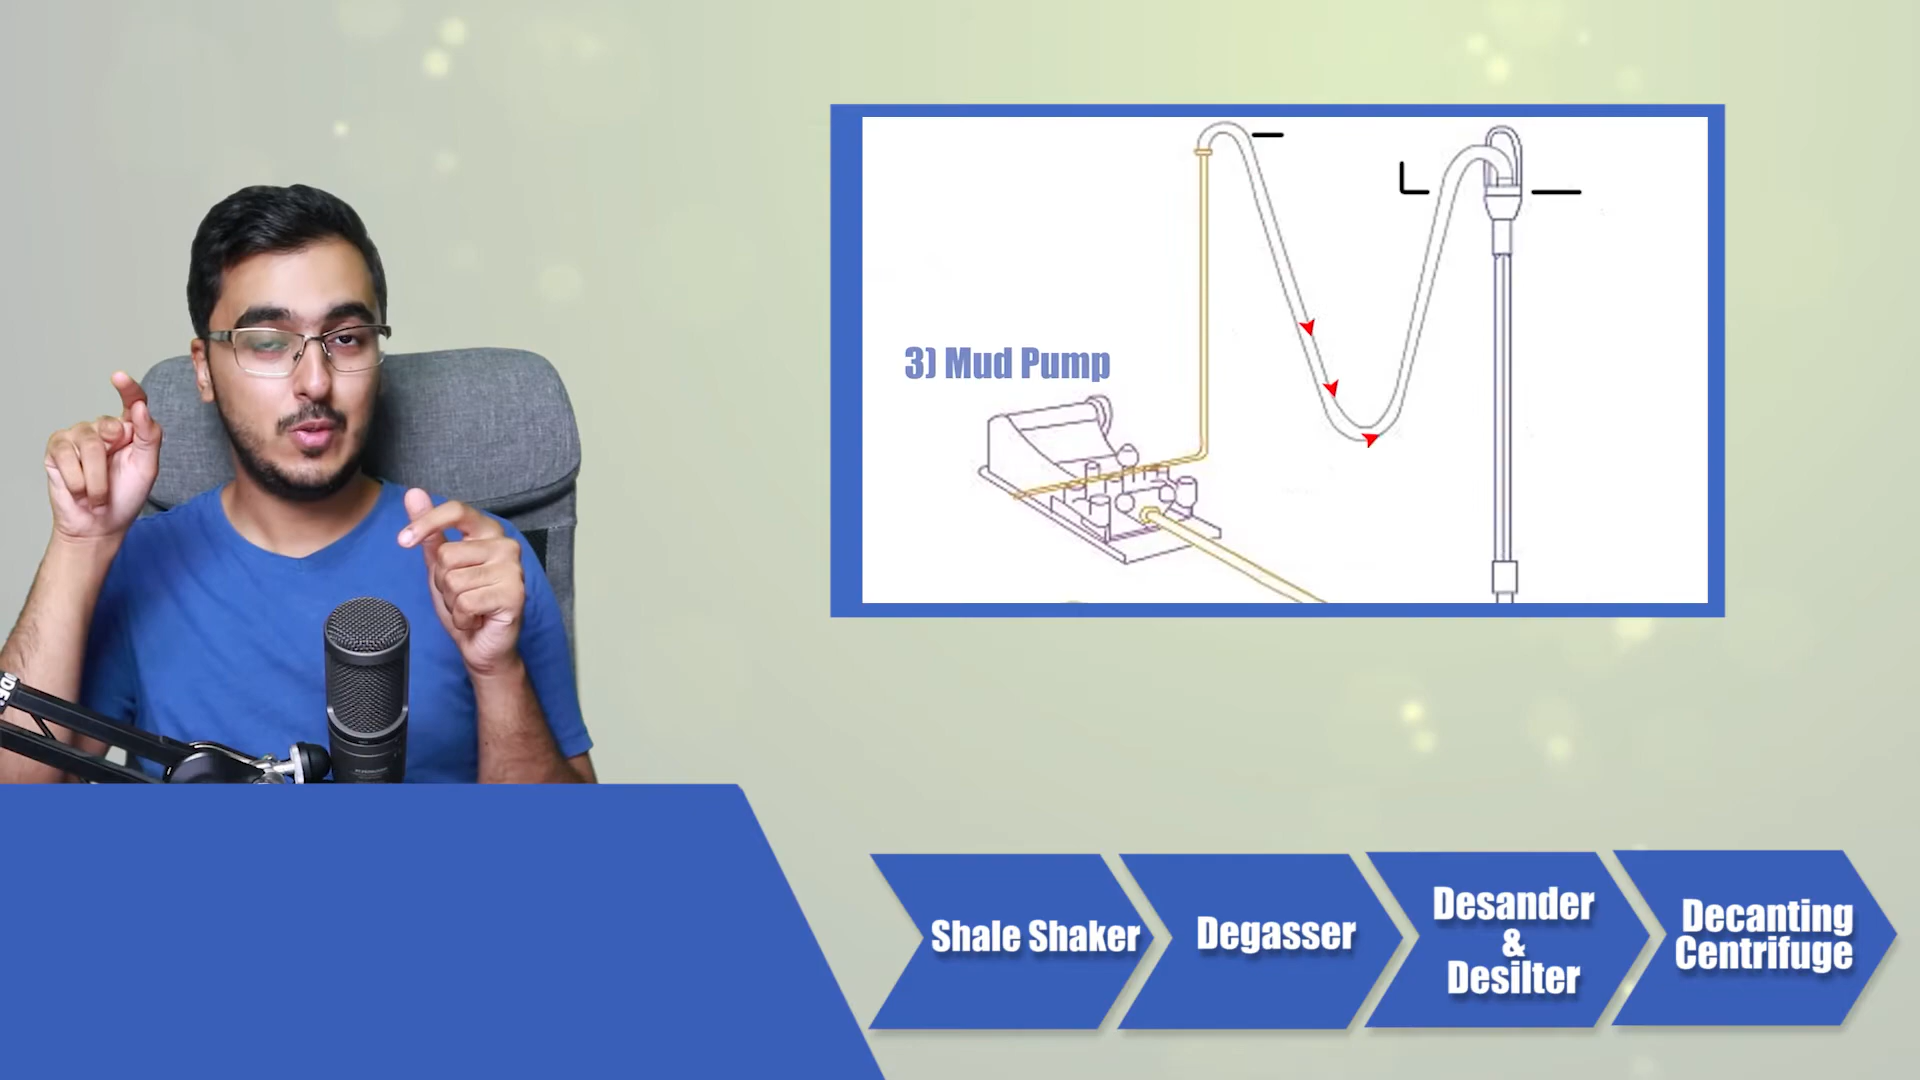 3) Mud Pump
Shale Shaker
Degasser
Desander
&
Desilter
Decanting
Centrifuge